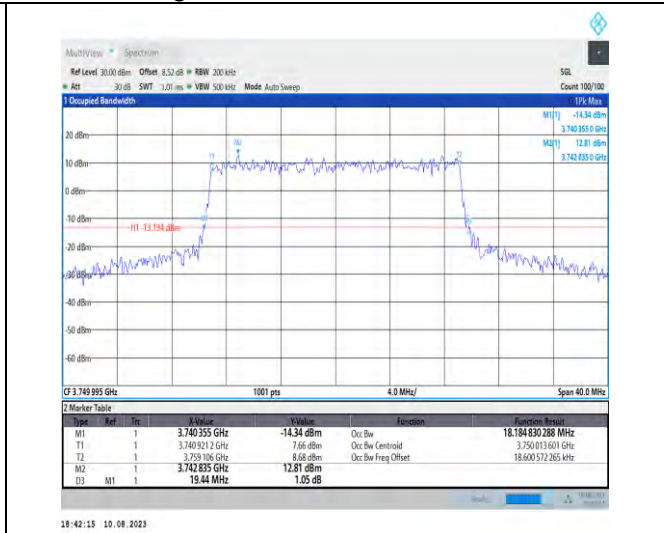 MultiView Spectrum
Ref Level 30.00 dBm Offset 8.52 dB RBW 200 kHz SGL
Att 30 dB SWT 1.01 ms VBW 500 kHz Mode Auto Sweep Count 100/100
1 Occupied Bandwidth 1Pk Max
M1[1] -14.34 dBm
3.740 355 0 GHz
20 dBm M2[1] 12.81 dBm
3.742 835 0 GHz
M2
T1 T2
10 dBm
0 dBm
-10 dBm
H1 -13.194 dBm
-20 dBm
-30 dBm
-40 dBm
-50 dBm
-60 dBm
CF 3.749 995 GHz 1001 pts 4.0 MHz/ Span 40.0 MHz
2 Marker Table
Type Ref Trc X-Value Y-Value Function Function Result
M1 1 3.740 355 GHz -14.34 dBm Occ Bw 18.184 830 288 MHz
T1 1 3.740 921 2 GHz 7.66 dBm Occ Bw Centroid 3.750 013 601 GHz
T2 1 3.759 106 GHz 8.68 dBm Occ Bw Freq Offset 18.600 572 265 kHz
M2 1 3.742 835 GHz 12.81 dBm
D3 M1 1 19.44 MHz 1.05 dB
18:42:15 10.08.2023